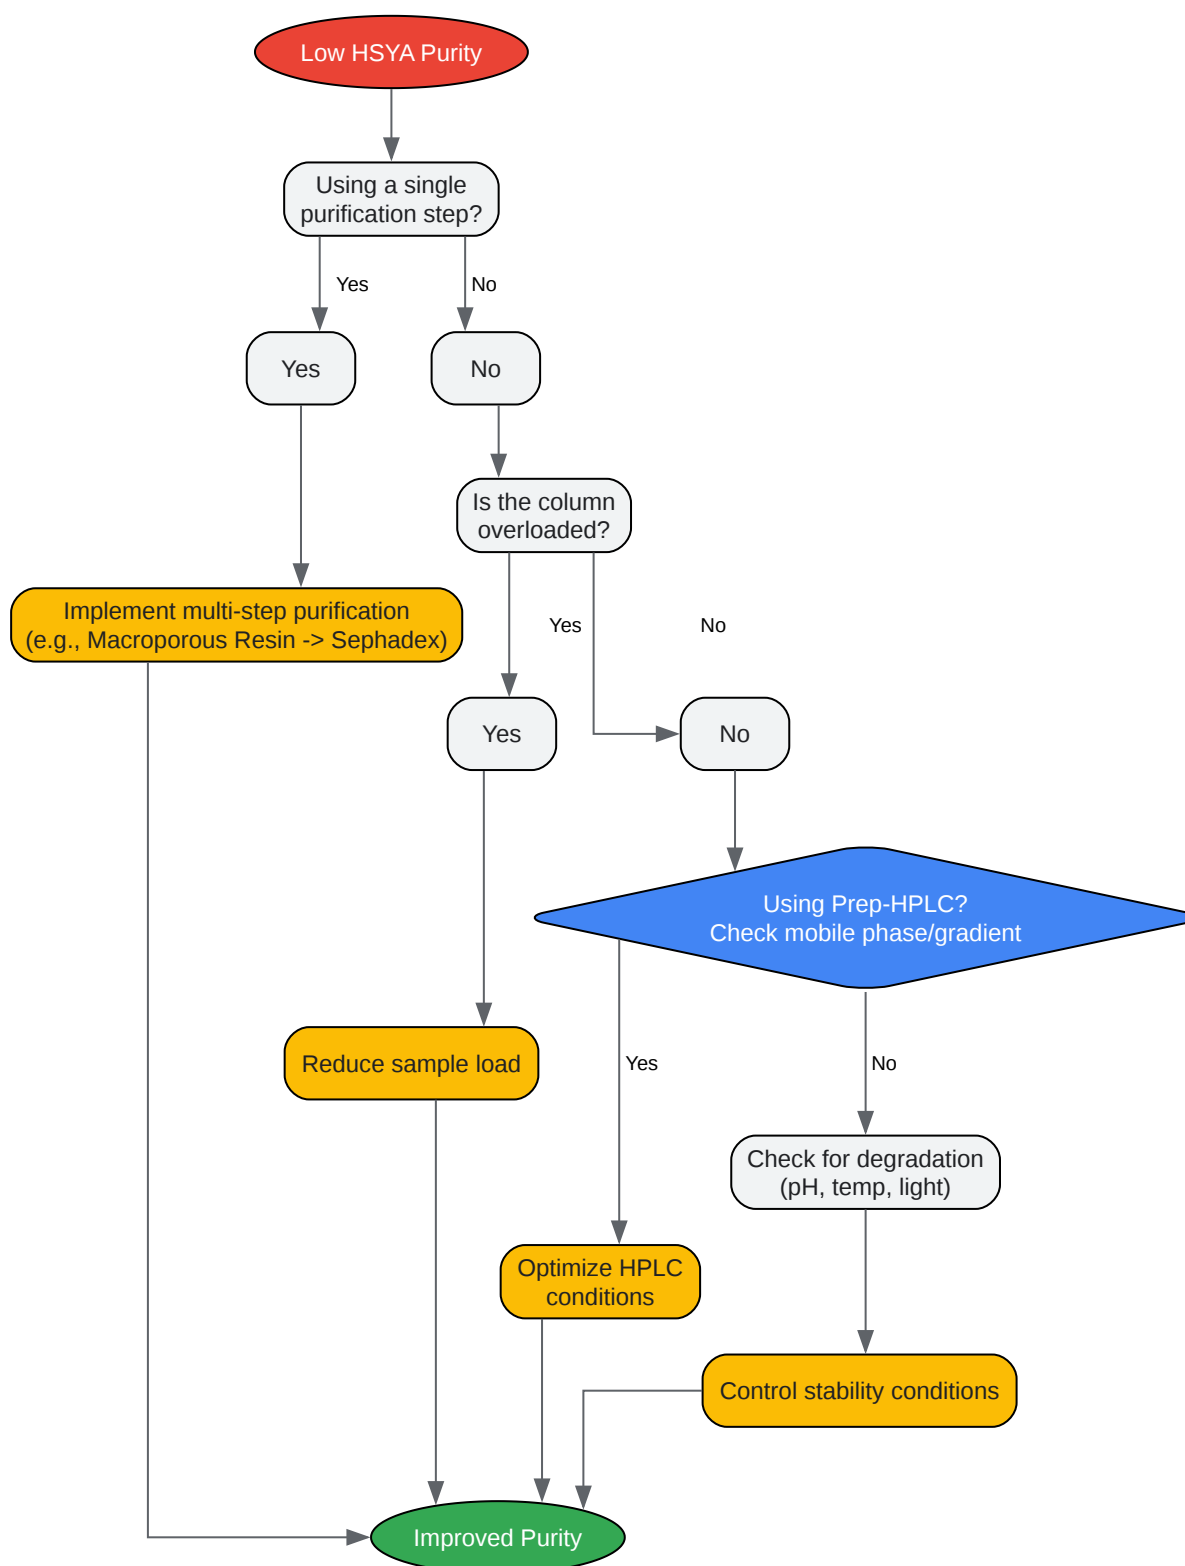 Low HSYA Purity
Using a single
purification step?
Yes
No
Yes
No
Is the column
overloaded?
Implement multi-step purification
(e.g., Macroporous Resin -> Sephadex)
Yes
No
Yes
No
Using Prep-HPLC?
Check mobile phase/gradient
Reduce sample load
Yes
No
Check for degradation
(pH, temp, light)
Optimize HPLC
conditions
Control stability conditions
Improved Purity